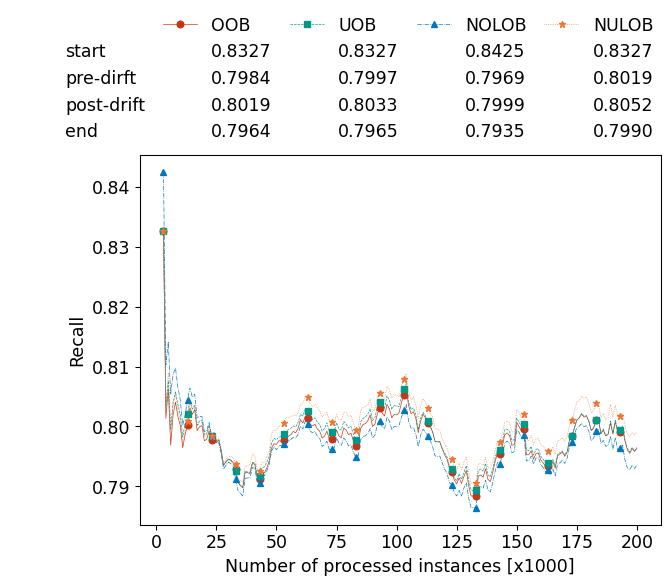 OOB UOB NOLOB NULOB
start 0.8327 0.8327 0.8425 0.8327
pre-dirft 0.7984 0.7997 0.7969 0.8019
post-drift 0.8019 0.8033 0.7999 0.8052
end 0.7964 0.7965 0.7935 0.7990
0.84
0.83
0.82
0.81
0.80
0.79
Recall
0 25 50 75 100 125 150 175 200
Number of processed instances [x1000]